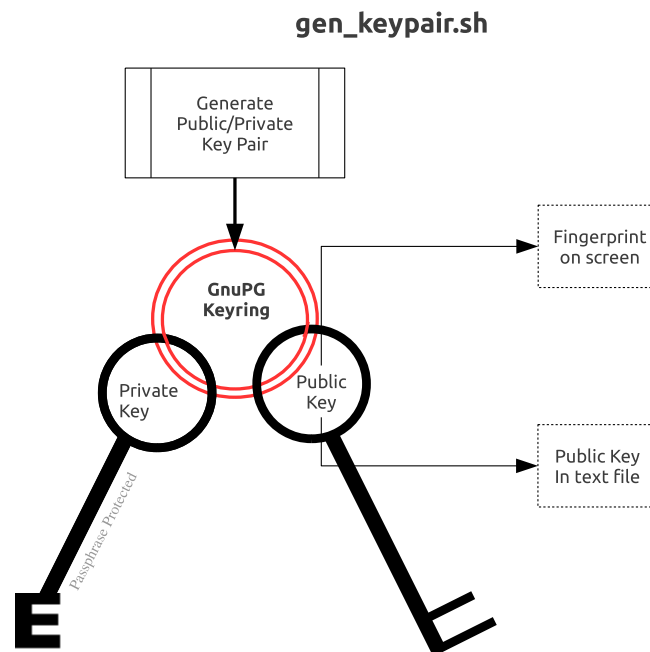 gen_keypair.sh
Generate
Public/Private
Key Pair
Fingerprint
on screen
GnuPG
Keyring
Private
Key
Public
Key
Public Key
In text file
Passphrase Protected